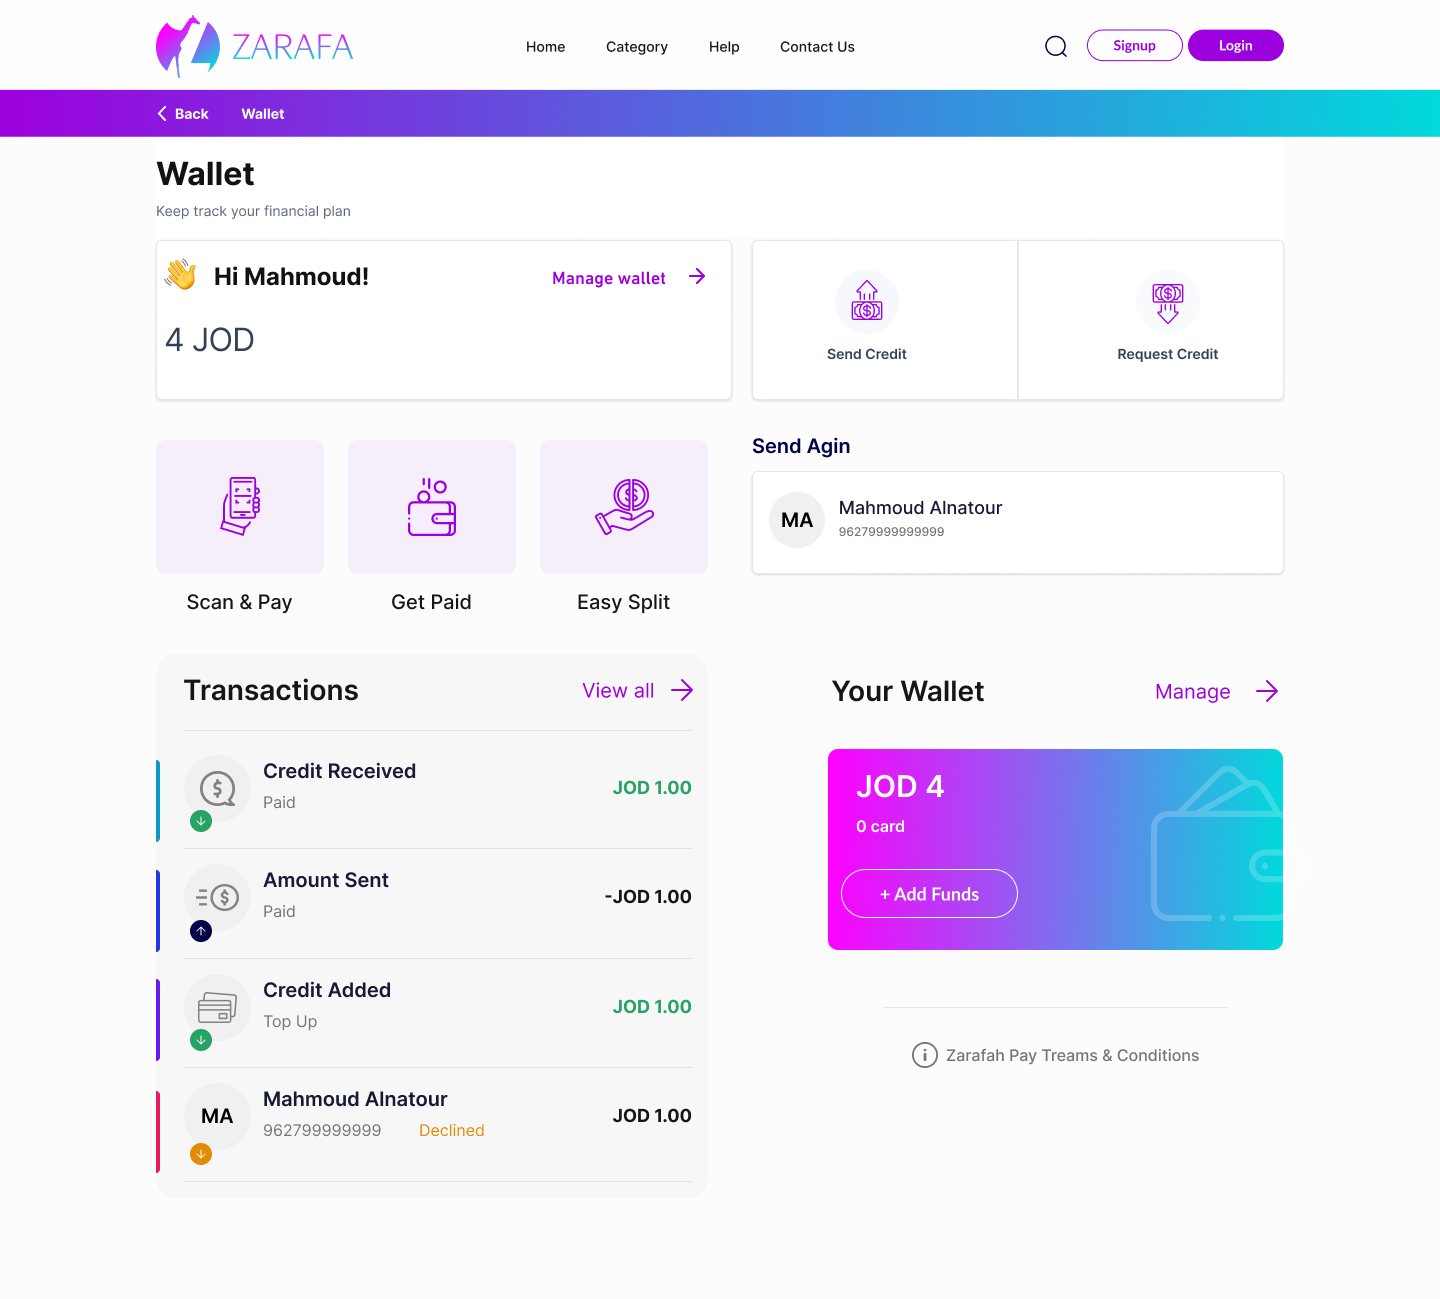 ZARAFA
Home
Category
Help
Contact Us
Signup
Login
Back
Wallet
Wallet
Keep track your financial plan
Hi Mahmoud!
Manage wallet
4 JOD
Send Credit
Request Credit
Send Agin
MA
Mahmoud Alnatour
96279999999999
Scan & Pay
Get Paid
Easy Split
Transactions
View all
Credit Received
Paid
JOD 1.00
Amount Sent
Paid
-JOD 1.00
Credit Added
Top Up
JOD 1.00
MA
Mahmoud Alnatour
962799999999
Declined
JOD 1.00
Your Wallet
Manage
JOD 4
0 card
+ Add Funds
Zarafah Pay Treams & Conditions